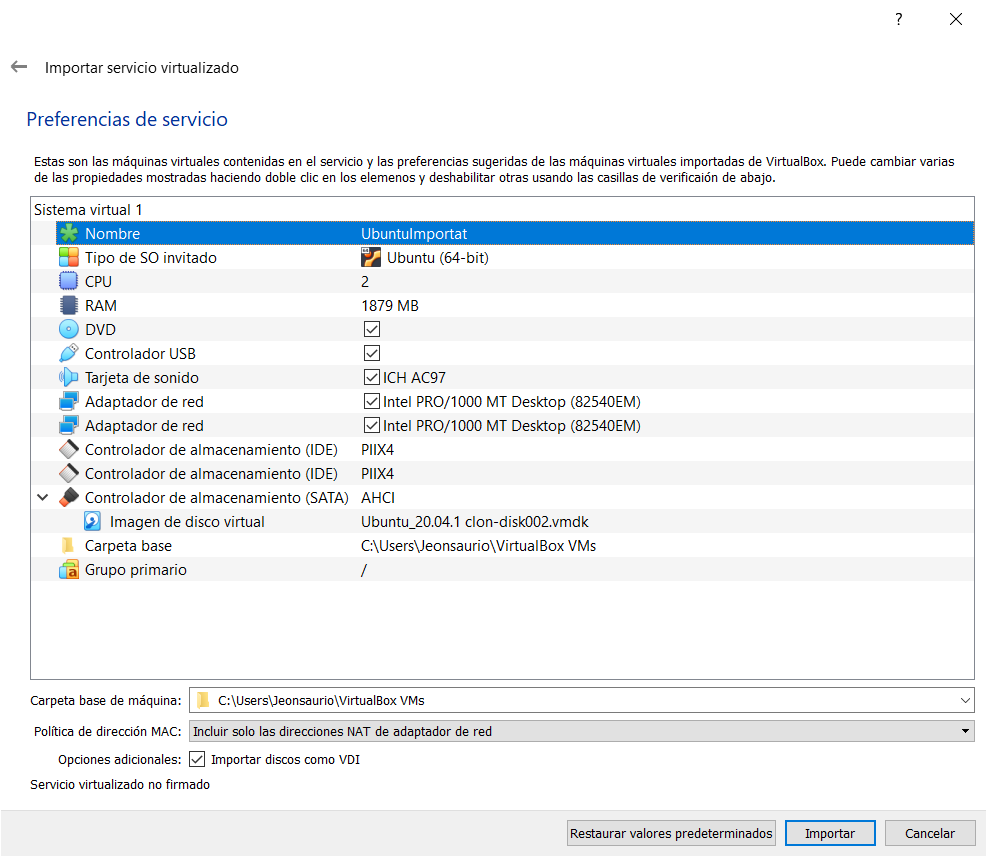 ?
Importar servicio virtualizado
Preferencias de servicio
Estas son las máquinas virtuales contenidas en el servicio y las preferencias sugeridas de las máquinas virtuales importadas de VirtualBox. Puede cambiar varias
de las propiedades mostradas haciendo doble clic en los elemenos y deshabilitar otras usando las casillas de verificaión de abajo.
Sistema virtual 1
Nombre UbuntuImportat
Tipo de SO invitado Ubuntu (64-bit)
CPU 2
RAM 1879 MB
DVD
Controlador USB
Tarjeta de sonido ICH AC97
Adaptador de red Intel PRO/1000 MT Desktop (82540EM)
Adaptador de red Intel PRO/1000 MT Desktop (82540EM)
Controlador de almacenamiento (IDE) PIIX4
Controlador de almacenamiento (IDE) PIIX4
Controlador de almacenamiento (SATA) AHCI
Imagen de disco virtual Ubuntu_20.04.1 clon-disk002.vmdk
Carpeta base C:\Users\Jeonsaurio\VirtualBox VMs
Grupo primario /
Carpeta base de máquina: C:\Users\Jeonsaurio\VirtualBox VMs
Política de dirección MAC: Incluir solo las direcciones NAT de adaptador de red
Opciones adicionales: Importar discos como VDI
Servicio virtualizado no firmado
Restaurar valores predeterminados Importar Cancelar